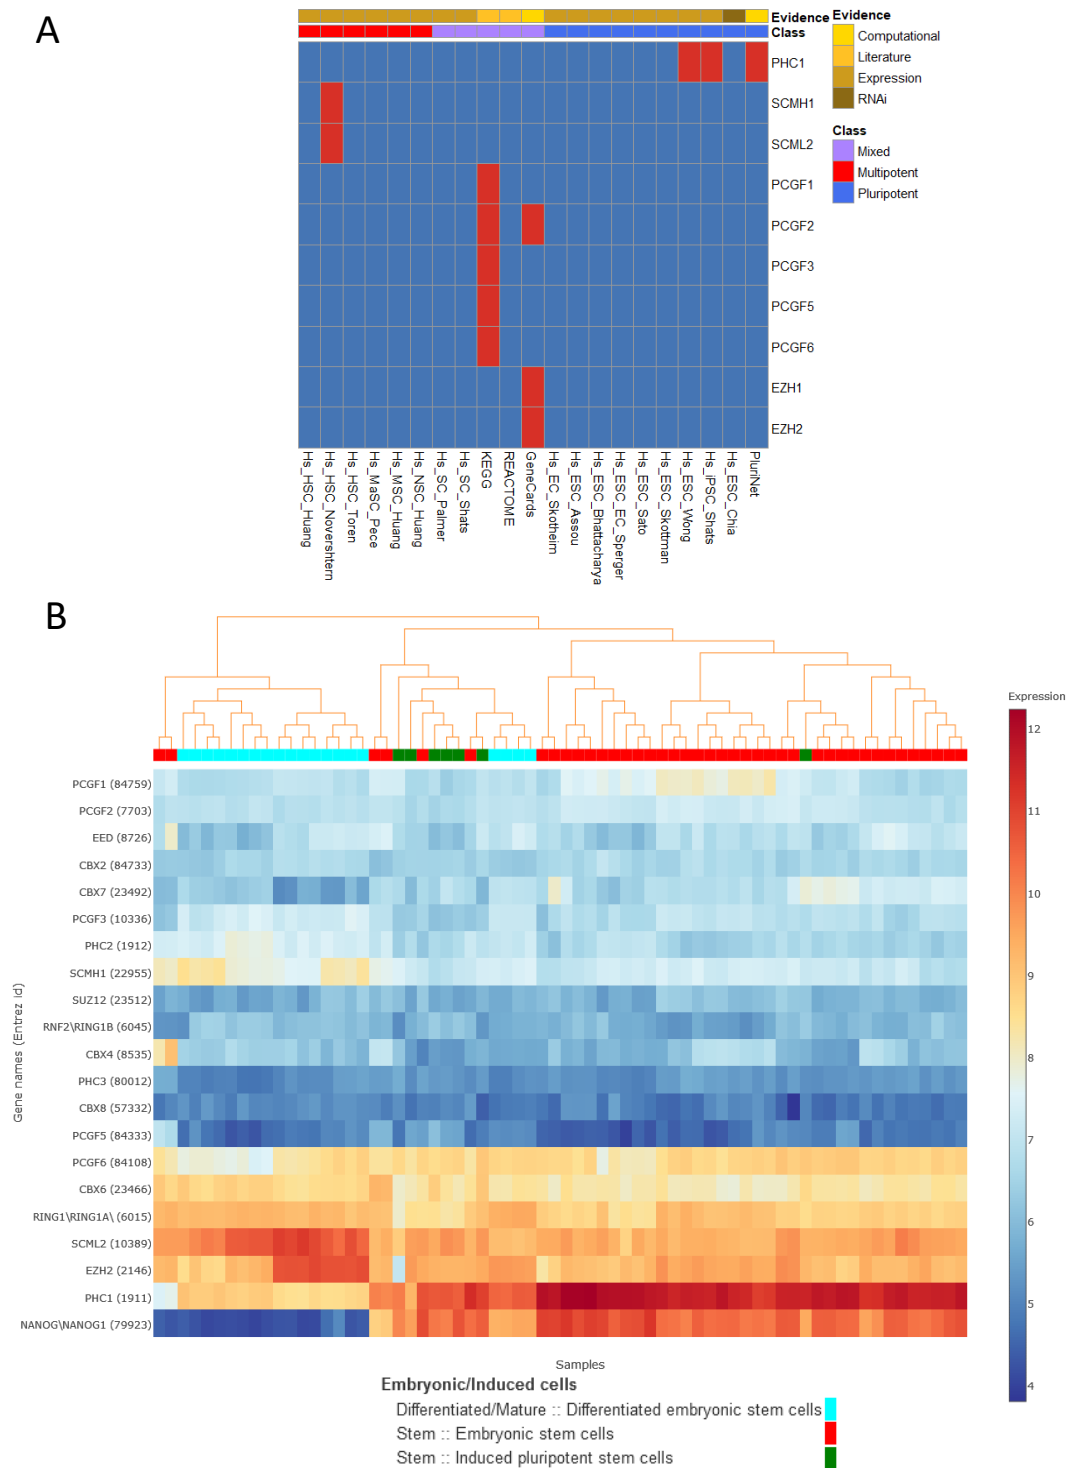 A
Evidence
Class
Evidence
Computational
Literature
Expression
RNAi
Class
Mixed
Multipotent
Pluripotent
PHC1
SCMH1
SCML2
PCGF1
PCGF2
PCGF3
PCGF5
PCGF6
EZH1
EZH2
Hs_HSC_Huang
Hs_HSC_Novershtern
Hs_HSC_Toren
Hs_MaSC_Pece
Hs_MSC_Huang
Hs_NSC_Huang
Hs_SC_Palmer
Hs_SC_Shats
KEGG
REACTOME
GeneCards
Hs_EC_Skotheim
Hs_ESC_Assou
Hs_ESC_Bhattacharya
Hs_ESC_EC_Sperger
Hs_ESC_Sato
Hs_ESC_Skottman
Hs_ESC_Wong
Hs_iPSC_Shats
Hs_ESC_Chia
PluriNet
B
Expression
12
11
10
9
8
7
6
5
4
Gene names (Entrez id)
PCGF1 (84759)
PCGF2 (7703)
EED (8726)
CBX2 (84733)
CBX7 (23492)
PCGF3 (10336)
PHC2 (1912)
SCMH1 (22955)
SUZ12 (23512)
RNF2\RING1B (6045)
CBX4 (8535)
PHC3 (80012)
CBX8 (57332)
PCGF5 (84333)
PCGF6 (84108)
CBX6 (23466)
RING1\RING1A\ (6015)
SCML2 (10389)
EZH2 (2146)
PHC1 (1911)
NANOG\NANOG1 (79923)
Samples
Embryonic/Induced cells
Differentiated/Mature :: Differentiated embryonic stem cells
Stem :: Embryonic stem cells
Stem :: Induced pluripotent stem cells